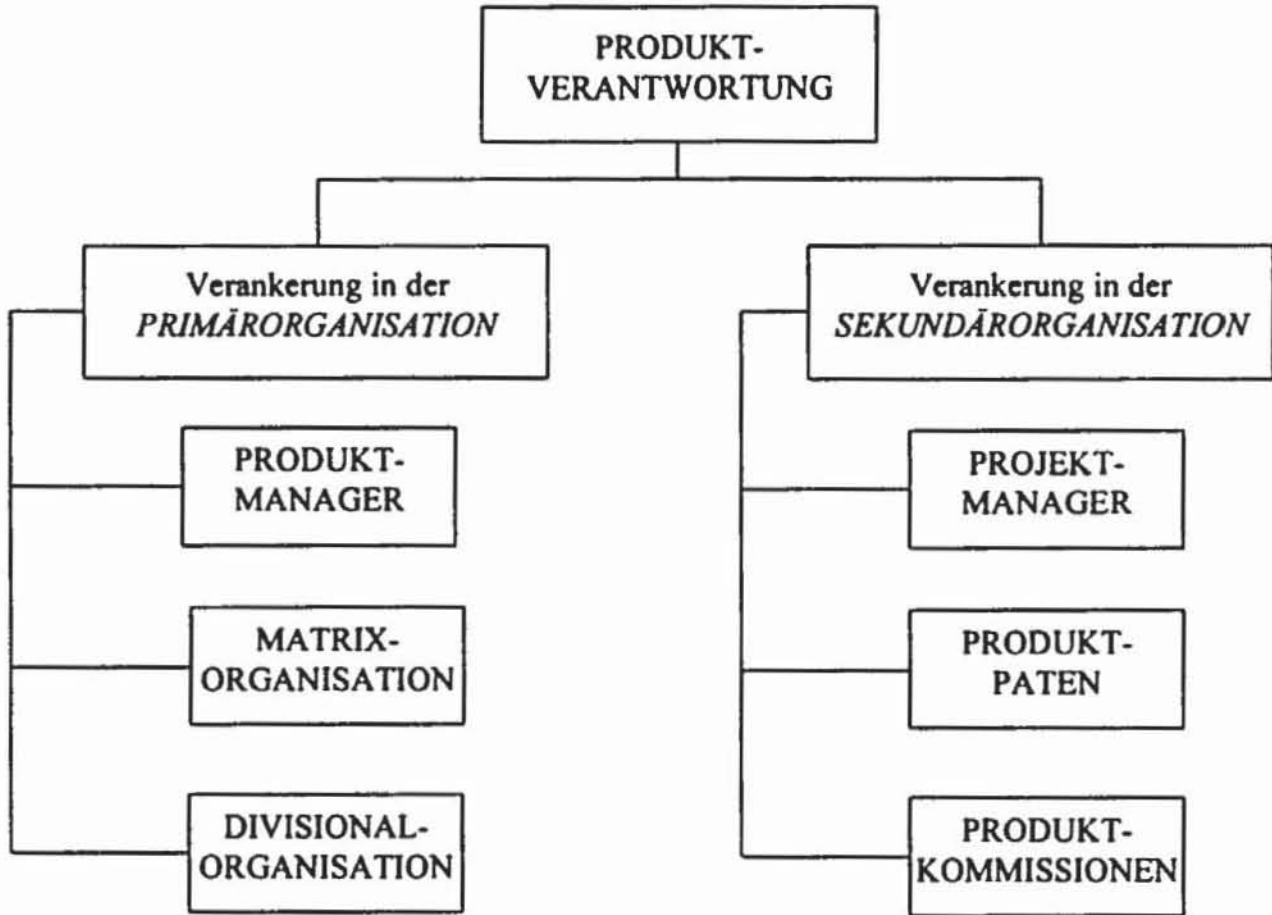 PRODUKT-
VERANTWORTUNG
Verankerung in der
PRIMÄRORGANISATION
PRODUKT-
MANAGER
MATRIX-
ORGANISATION
DIVISIONAL-
ORGANISATION
Verankerung in der
SEKUNDÄRORGANISATION
PROJEKT-
MANAGER
PRODUKT-
PATEN
PRODUKT-
KOMMISSIONEN